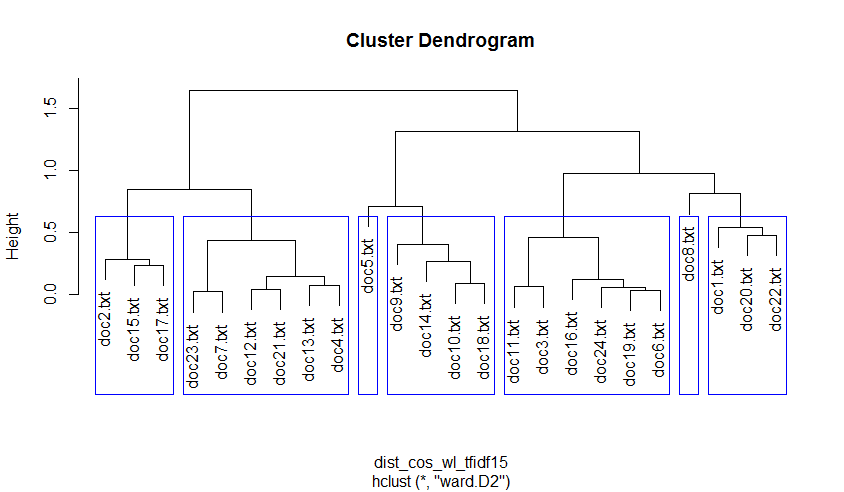 Cluster Dendrogram
Height
0.0
0.5
1.0
1.5
doc2.txt
doc15.txt
doc17.txt
doc23.txt
doc7.txt
doc12.txt
doc21.txt
doc13.txt
doc4.txt
doc5.txt
doc9.txt
doc14.txt
doc10.txt
doc18.txt
doc11.txt
doc3.txt
doc16.txt
doc24.txt
doc19.txt
doc6.txt
doc8.txt
doc1.txt
doc20.txt
doc22.txt
dist_cos_wl_tfidf15
hclust (*, "ward.D2")